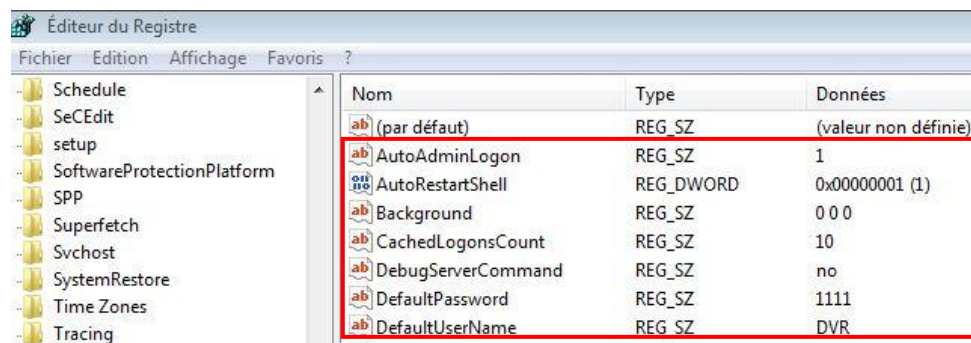 Éditeur du Registre
Fichier Edition Affichage Favoris ?
Schedule
SeCEdit
setup
SoftwareProtectionPlatform
SPP
Superfetch
Svchost
SystemRestore
Time Zones
Tracing
Nom Type Données
(par défaut) REG_SZ (valeur non définie)
AutoAdminLogon REG_SZ 1
AutoRestartShell REG_DWORD 0x00000001 (1)
Background REG_SZ 0 0 0
CachedLogonsCount REG_SZ 10
DebugServerCommand REG_SZ no
DefaultPassword REG_SZ 1111
DefaultUserName REG_SZ DVR